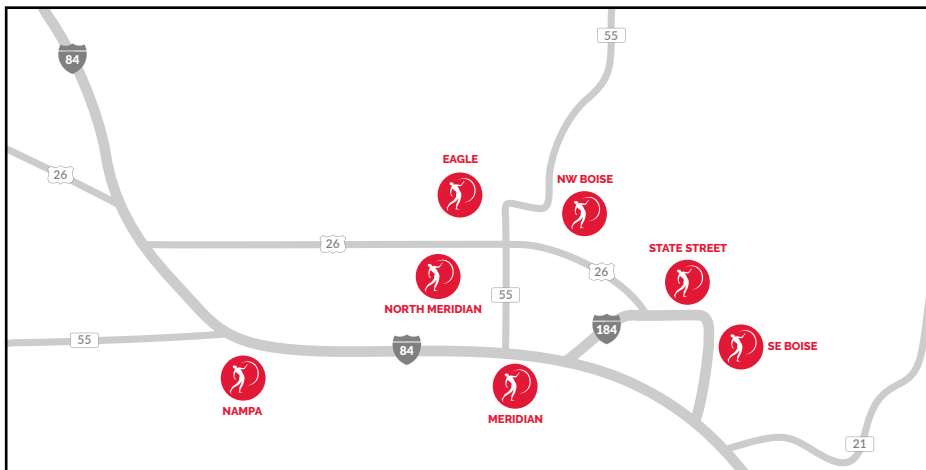 55
84
EAGLE
26
NW BOISE
26
STATE STREET
26
55
NORTH MERIDIAN
184
55
84
SE BOISE
NAMPA
MERIDIAN
21